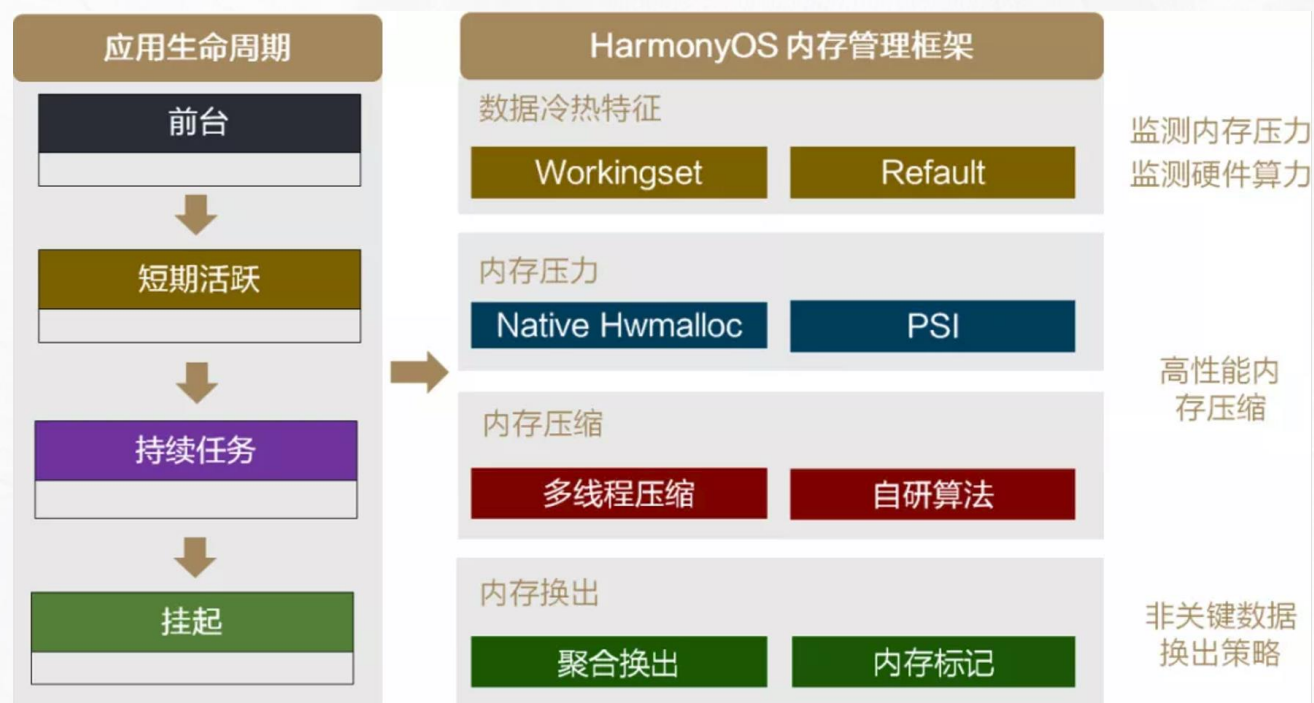 应用生命周期
前台
短期活跃
持续任务
挂起
HarmonyOS 内存管理框架
数据冷热特征
Workingset
Refault
内存压力
Native Hwmalloc
PSI
内存压缩
多线程压缩
自研算法
内存换出
聚合换出
内存标记
监测内存压力
监测硬件算力
高性能内
存压缩
非关键数据
换出策略